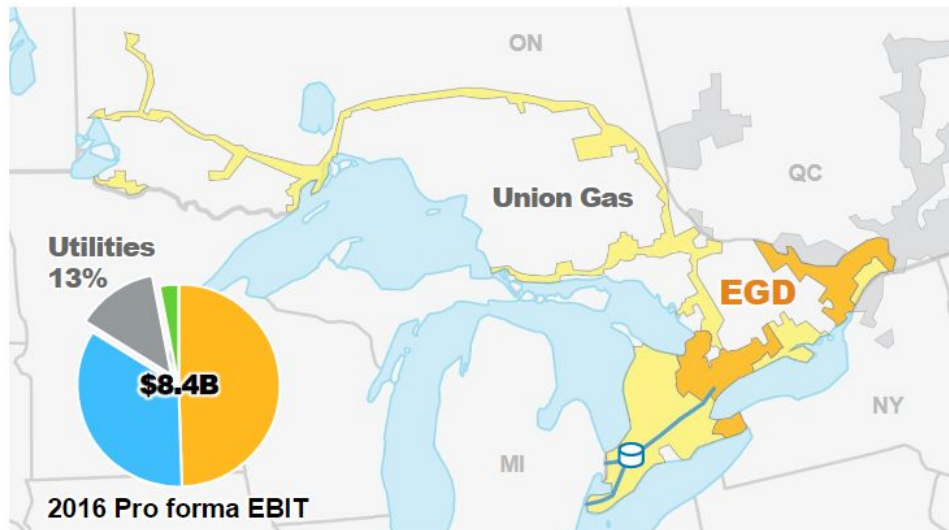 ON
QC
Union Gas
Utilities
13%
EGD
$8.4B
NY
MI
2016 Pro forma EBIT